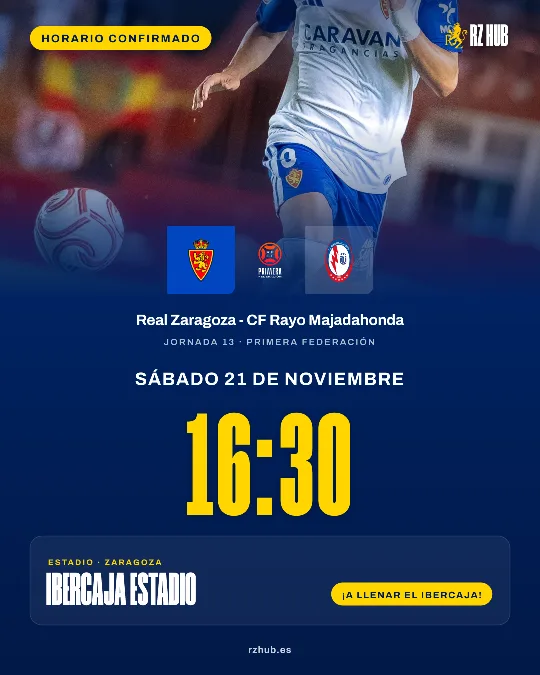 HORARIO CONFIRMADO
RZ HUB
CARAVAN
FRAGANCIAS
PRIMERA
Real Zaragoza - CF Rayo Majadahonda
JORNADA 13 · PRIMERA FEDERACIÓN
SÁBADO 21 DE NOVIEMBRE
16:30
ESTADIO · ZARAGOZA
IBERCAJA ESTADIO
¡A LLENAR EL IBERCAJA!
rzhub.es